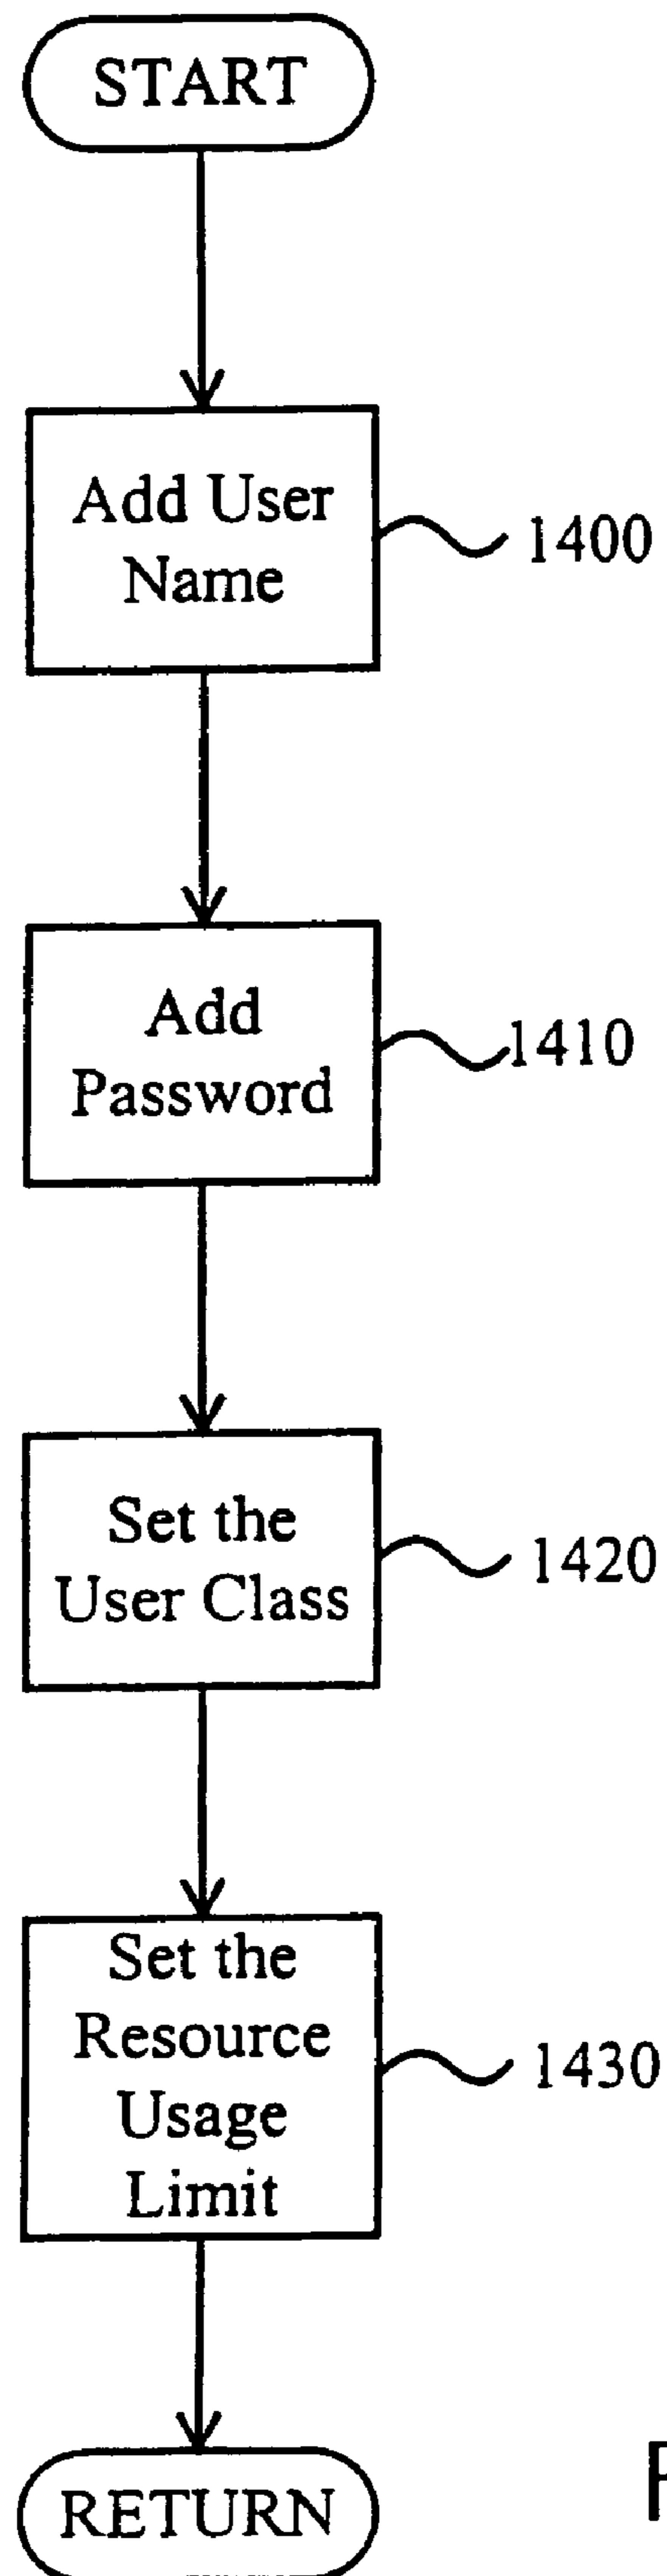 START
Add User
Name
1400
Add
Password
1410
Set the
User Class
1420
Set the
Resource
Usage
Limit
1430
RETURN